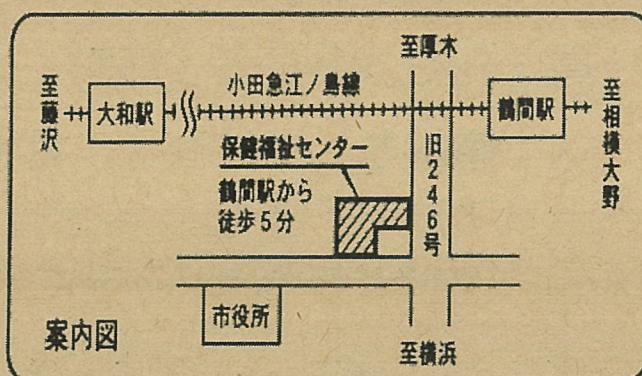 至厚木
小田急江ノ島線
至藤沢
大和駅
鶴間駅
至相模大野
保健福祉センター
鶴間駅から
徒歩5分
旧246号
市役所
案内図
至横浜